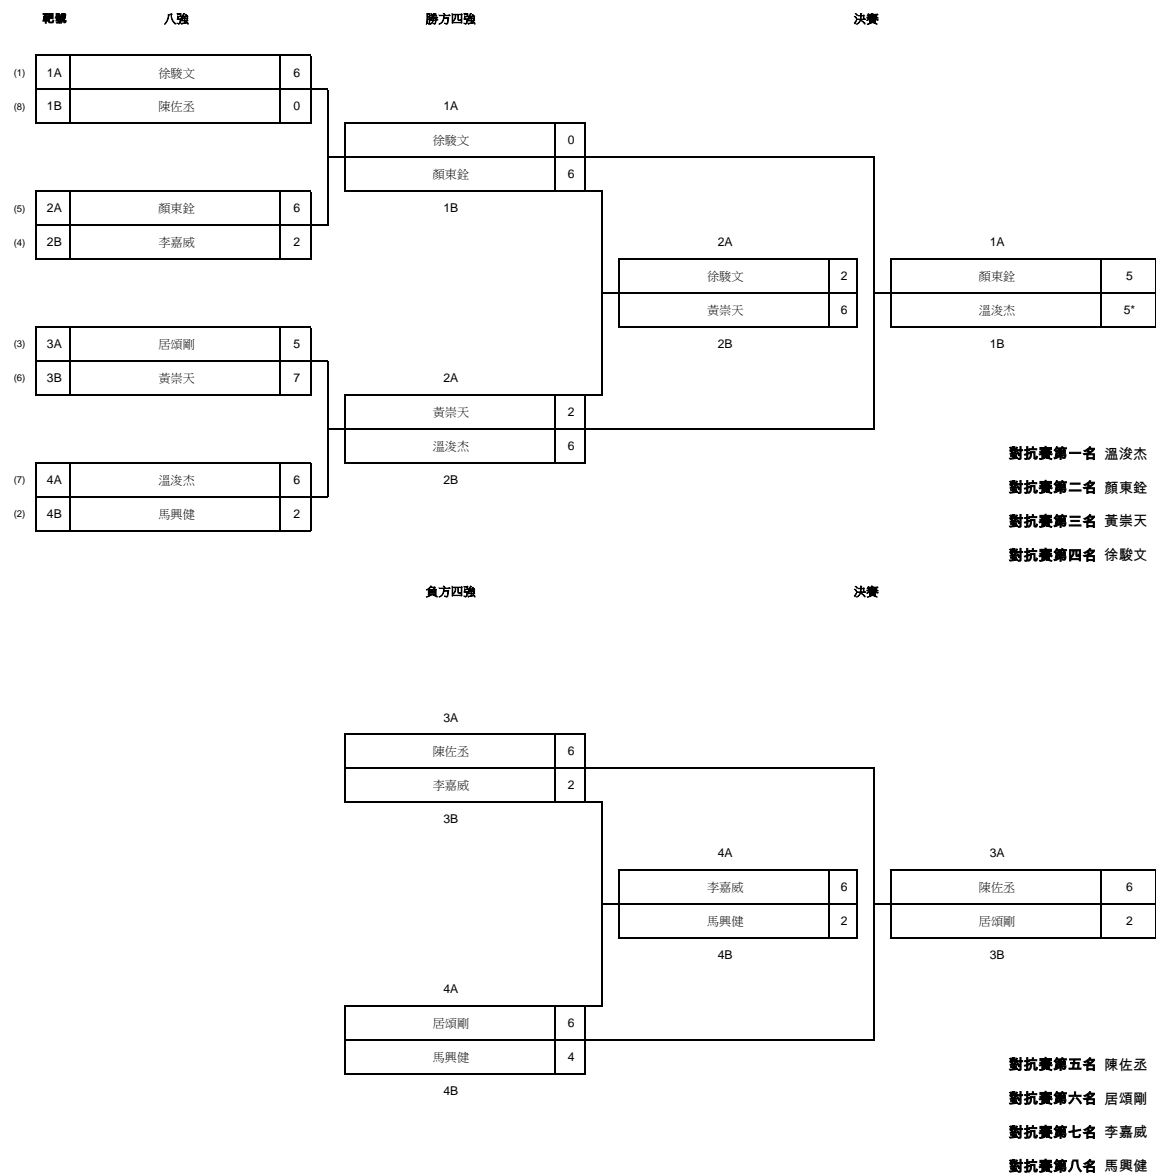 靶號 八強 勝方四強 決賽
(1) 1A 徐駿文 6
(8) 1B 陳佐丞 0 1A
徐駿文 0
顏東銓 6
(5) 2A 顏東銓 6 1B
(4) 2B 李嘉威 2 2A 1A
徐駿文 2 顏東銓 5
黃崇天 6 溫浚杰 5*
(3) 3A 居頌剛 5 2B 1B
(6) 3B 黃崇天 7 2A
黃崇天 2
溫浚杰 6
對抗賽第一名 溫浚杰
(7) 4A 溫浚杰 6 2B
對抗賽第二名 顏東銓
(2) 4B 馬興健 2
對抗賽第三名 黃崇天
對抗賽第四名 徐駿文
負方四強 決賽
3A
陳佐丞 6
李嘉威 2
3B
4A 3A
李嘉威 6 陳佐丞 6
馬興健 2 居頌剛 2
4B 3B
4A
居頌剛 6
馬興健 4
對抗賽第五名 陳佐丞
4B
對抗賽第六名 居頌剛
對抗賽第七名 李嘉威
對抗賽第八名 馬興健